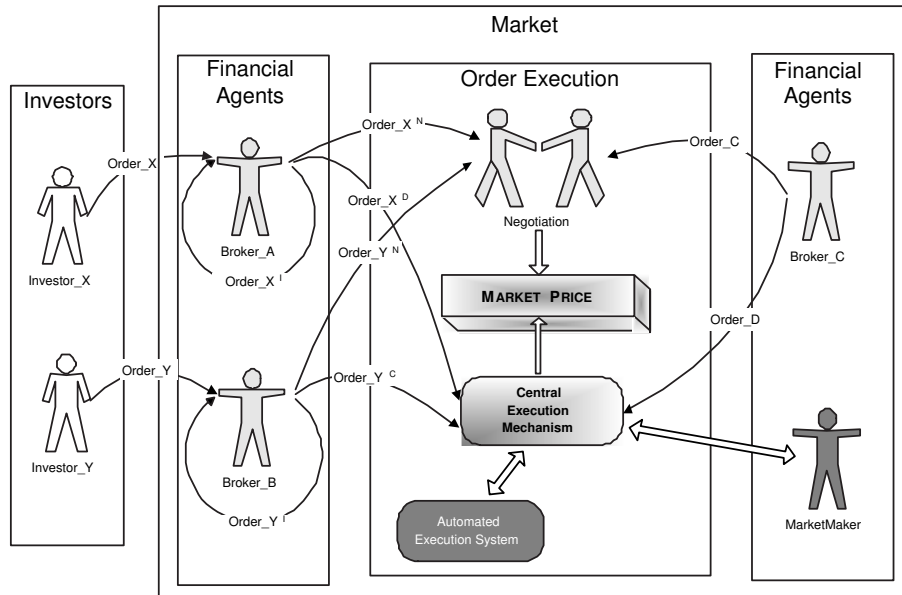 Market
Investors
Financial
Agents
Order Execution
Financial
Agents
Order_X
Order_X N
Order_C
Order_X D
Broker_A
Negotiation
Order_Y N
Broker_C
Order_X I
Investor_X
MARKET PRICE
Order_D
Order_Y
Order_Y C
Central
Execution
Mechanism
Investor_Y
Broker_B
Order_Y I
Automated
Execution System
MarketMaker